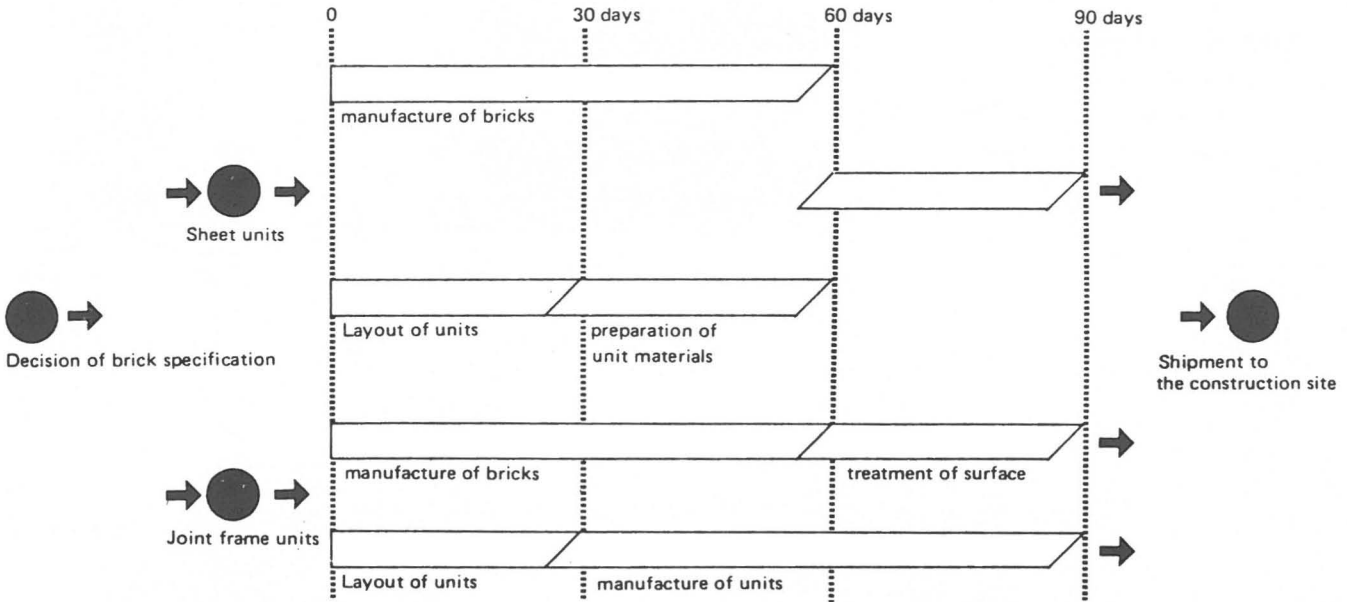 0
30 days
60 days
90 days
manufacture of bricks
Sheet units
Layout of units
preparation of
unit materials
Decision of brick specification
Shipment to
the construction site
manufacture of bricks
treatment of surface
Joint frame units
Layout of units
manufacture of units